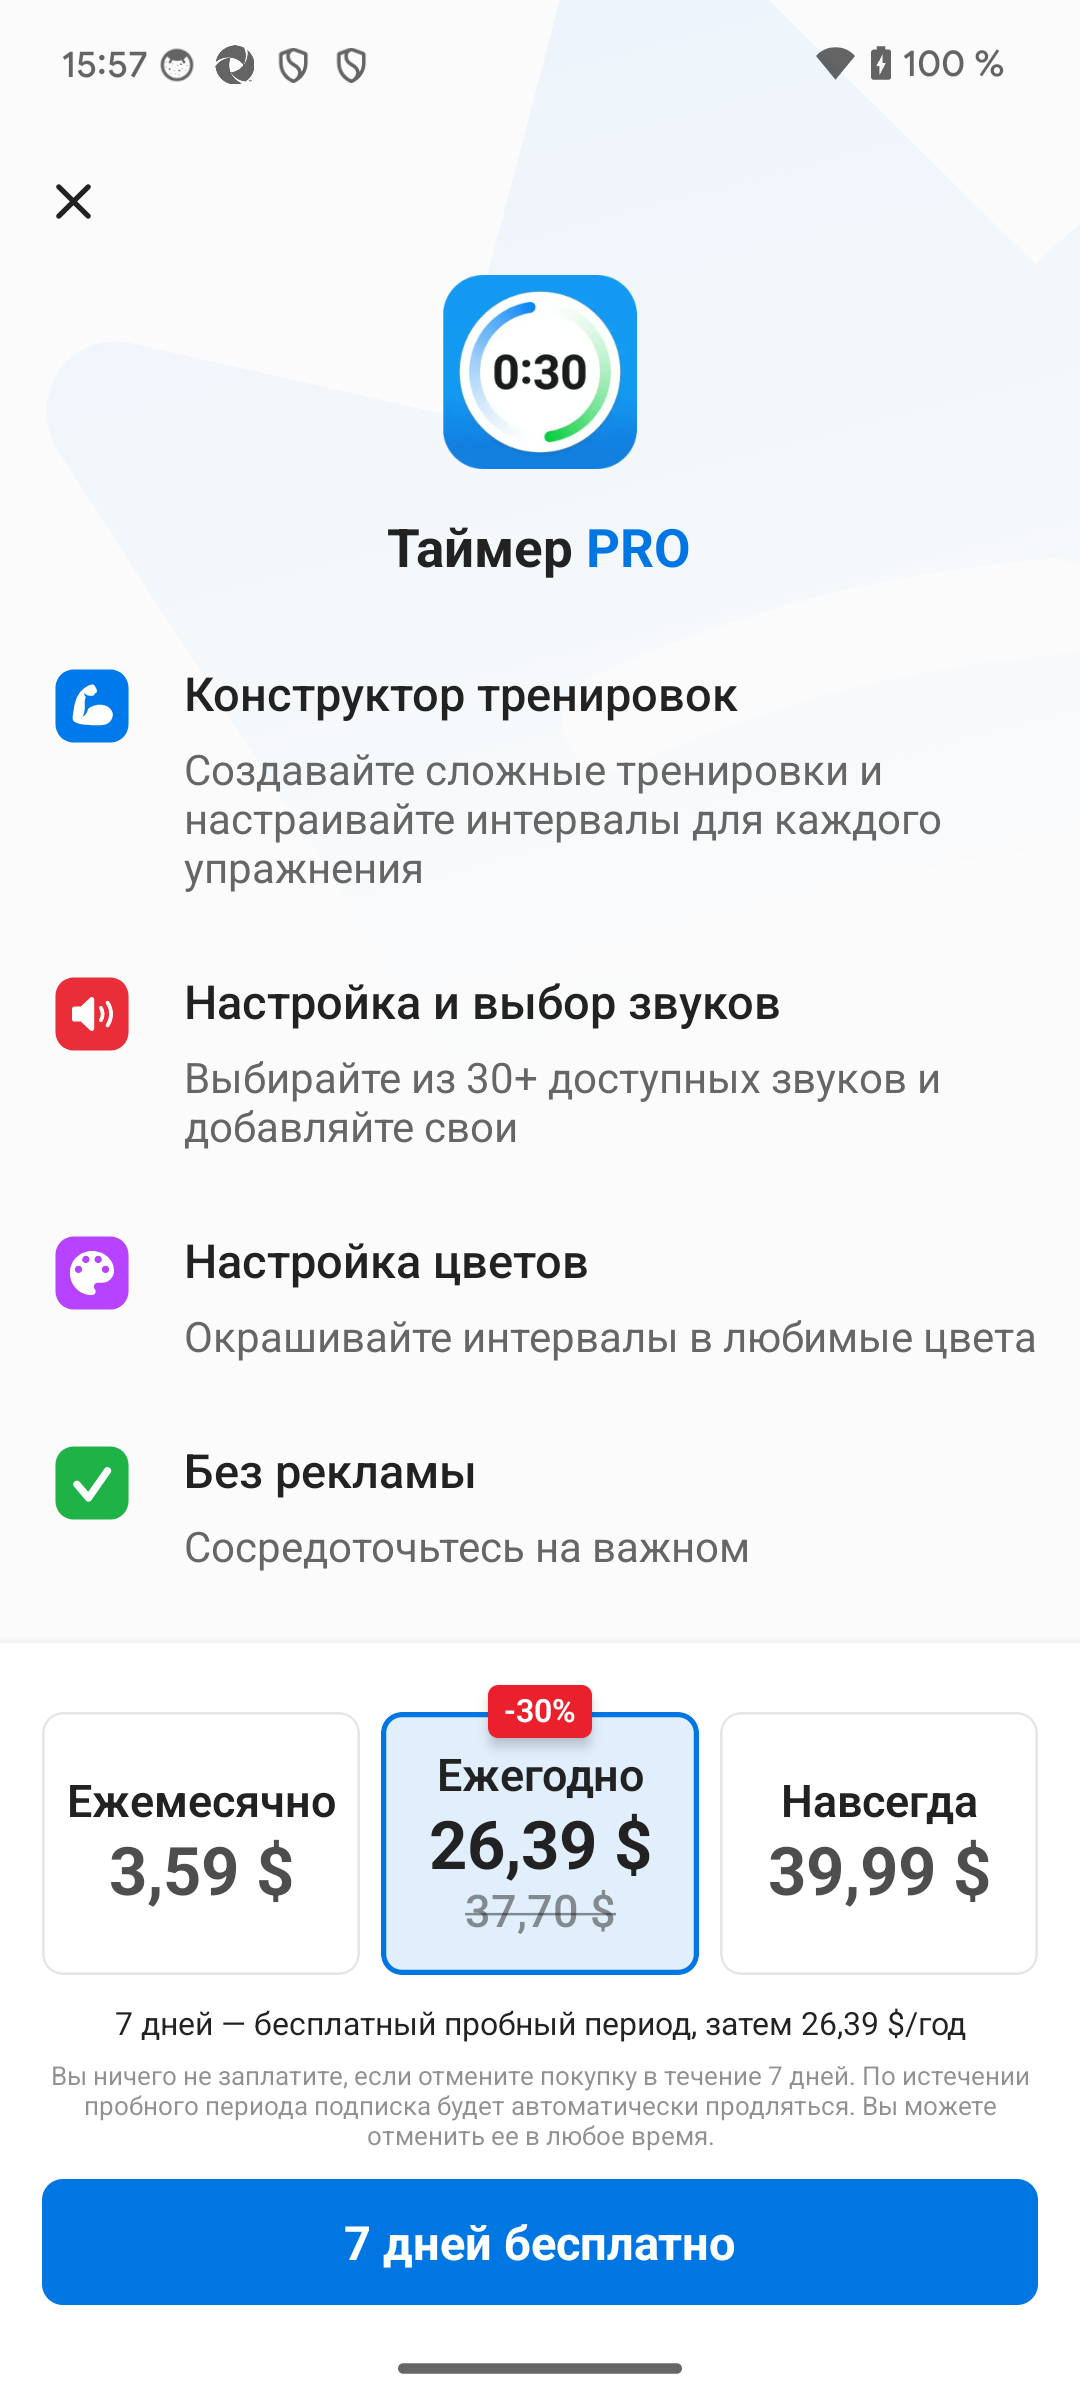 15:57
100 %
0:30
Таймер PRO
Конструктор тренировок
Создавайте сложные тренировки и
настраивайте интервалы для каждого
упражнения
Настройка и выбор звуков
Выбирайте из 30+ доступных звуков и
добавляйте свои
Настройка цветов
Окрашивайте интервалы в любимые цвета
Без рекламы
Сосредоточьтесь на важном
Ежемесячно
3,59 $
-30%
Ежегодно
26,39 $
37,70 $
Навсегда
39,99 $
7 дней — бесплатный пробный период, затем 26,39 $/год
Вы ничего не заплатите, если отмените покупку в течение 7 дней. По истечении
пробного периода подписка будет автоматически продляться. Вы можете
отменить ее в любое время.
7 дней бесплатно